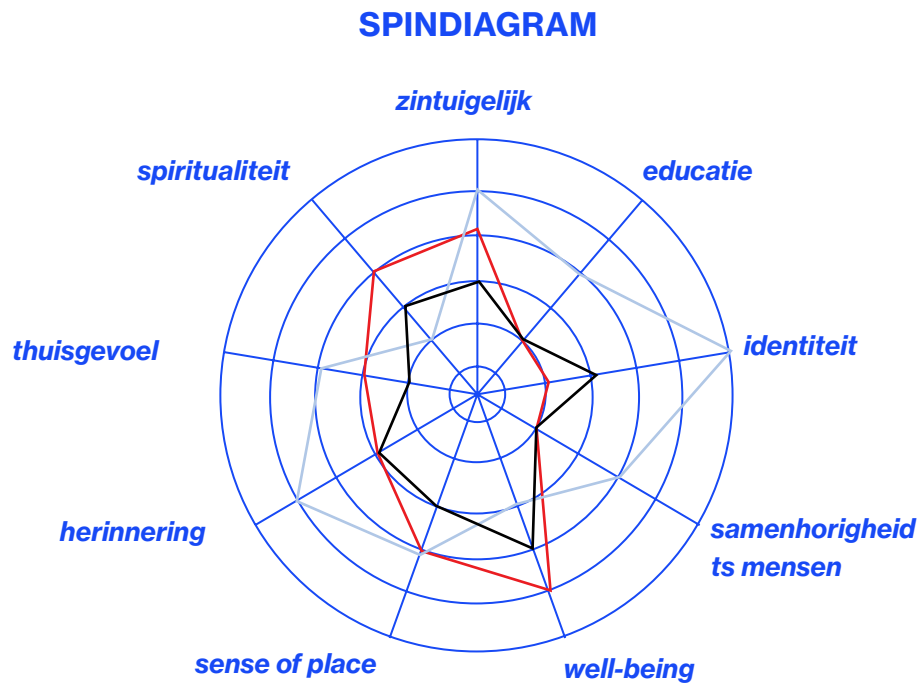 SPINDIAGRAM
zintuigelijk
spiritualiteit
educatie
thuisgevoel
identiteit
herinnering
samenhorigheid
ts mensen
sense of place
well-being